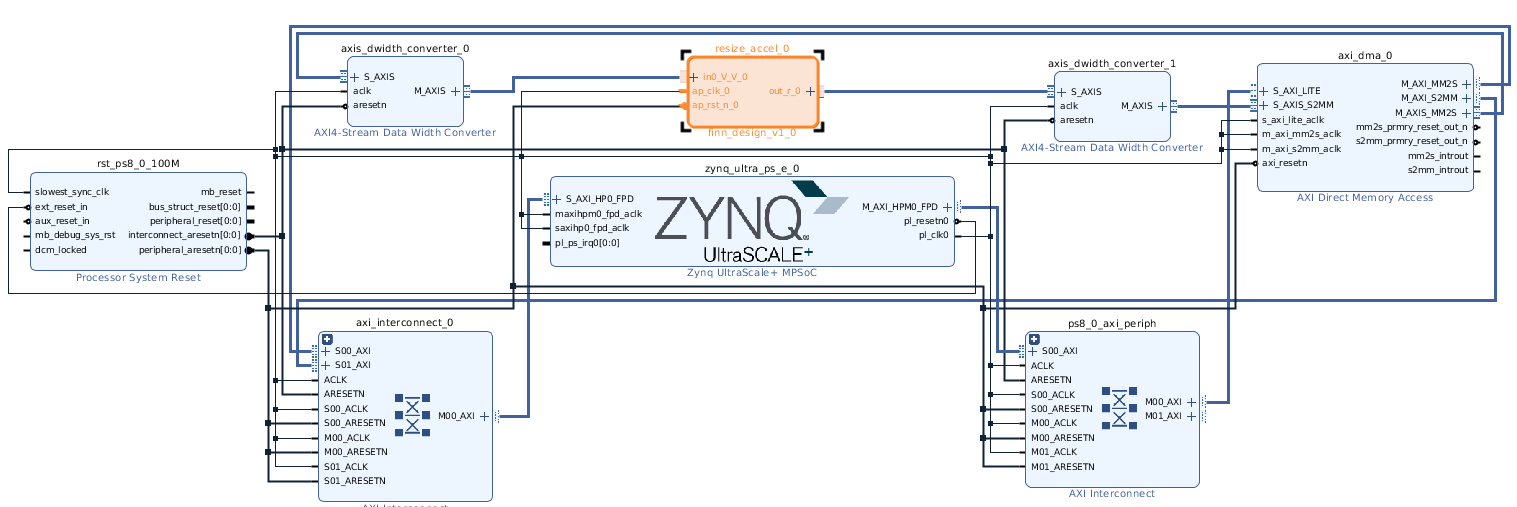 axis_dwidth_converter_0
S_AXIS
aclk
aresetn
M_AXIS
AXI4-Stream Data Width Converter
resize_accel_0
in0_V_V_0
ap_clk_0
ap_rst_n_0
out_r_0
finn_design_v1_0
axis_dwidth_converter_1
S_AXIS
aclk
aresetn
M_AXIS
AXI4-Stream Data Width Converter
axi_dma_0
S_AXI_LITE
S_AXIS_S2MM
s_axi_lite_aclk
m_axi_mm2s_aclk
m_axi_s2mm_aclk
axi_resetn
M_AXI_MM2S
M_AXI_S2MM
M_AXIS_MM2S
mm2s_prmry_reset_out_n
s2mm_prmry_reset_out_n
mm2s_introut
s2mm_introut
AXI Direct Memory Access
rst_ps8_0_100M
slowest_sync_clk
ext_reset_in
aux_reset_in
mb_debug_sys_rst
dcm_locked
mb_reset
bus_struct_reset[0:0]
peripheral_reset[0:0]
interconnect_aresetn[0:0]
peripheral_aresetn[0:0]
Processor System Reset
zynq_ultra_ps_e_0
S_AXI_HP0_FPD
maxihpm0_fpd_aclk
saxihp0_fpd_aclk
pl_ps_irq0[0:0]
ZYNQ
UltraSCALE+
M_AXI_HPM0_FPD
pl_resetn0
pl_clk0
Zynq UltraScale+ MPSoC
axi_interconnect_0
S00_AXI
S01_AXI
ACLK
ARESETN
S00_ACLK
S00_ARESETN
M00_ACLK
M00_ARESETN
S01_ACLK
S01_ARESETN
M00_AXI
AXI Interconnect
ps8_0_axi_periph
S00_AXI
ACLK
ARESETN
S00_ACLK
S00_ARESETN
M00_ACLK
M00_ARESETN
M01_ACLK
M01_ARESETN
M00_AXI
M01_AXI
AXI Interconnect